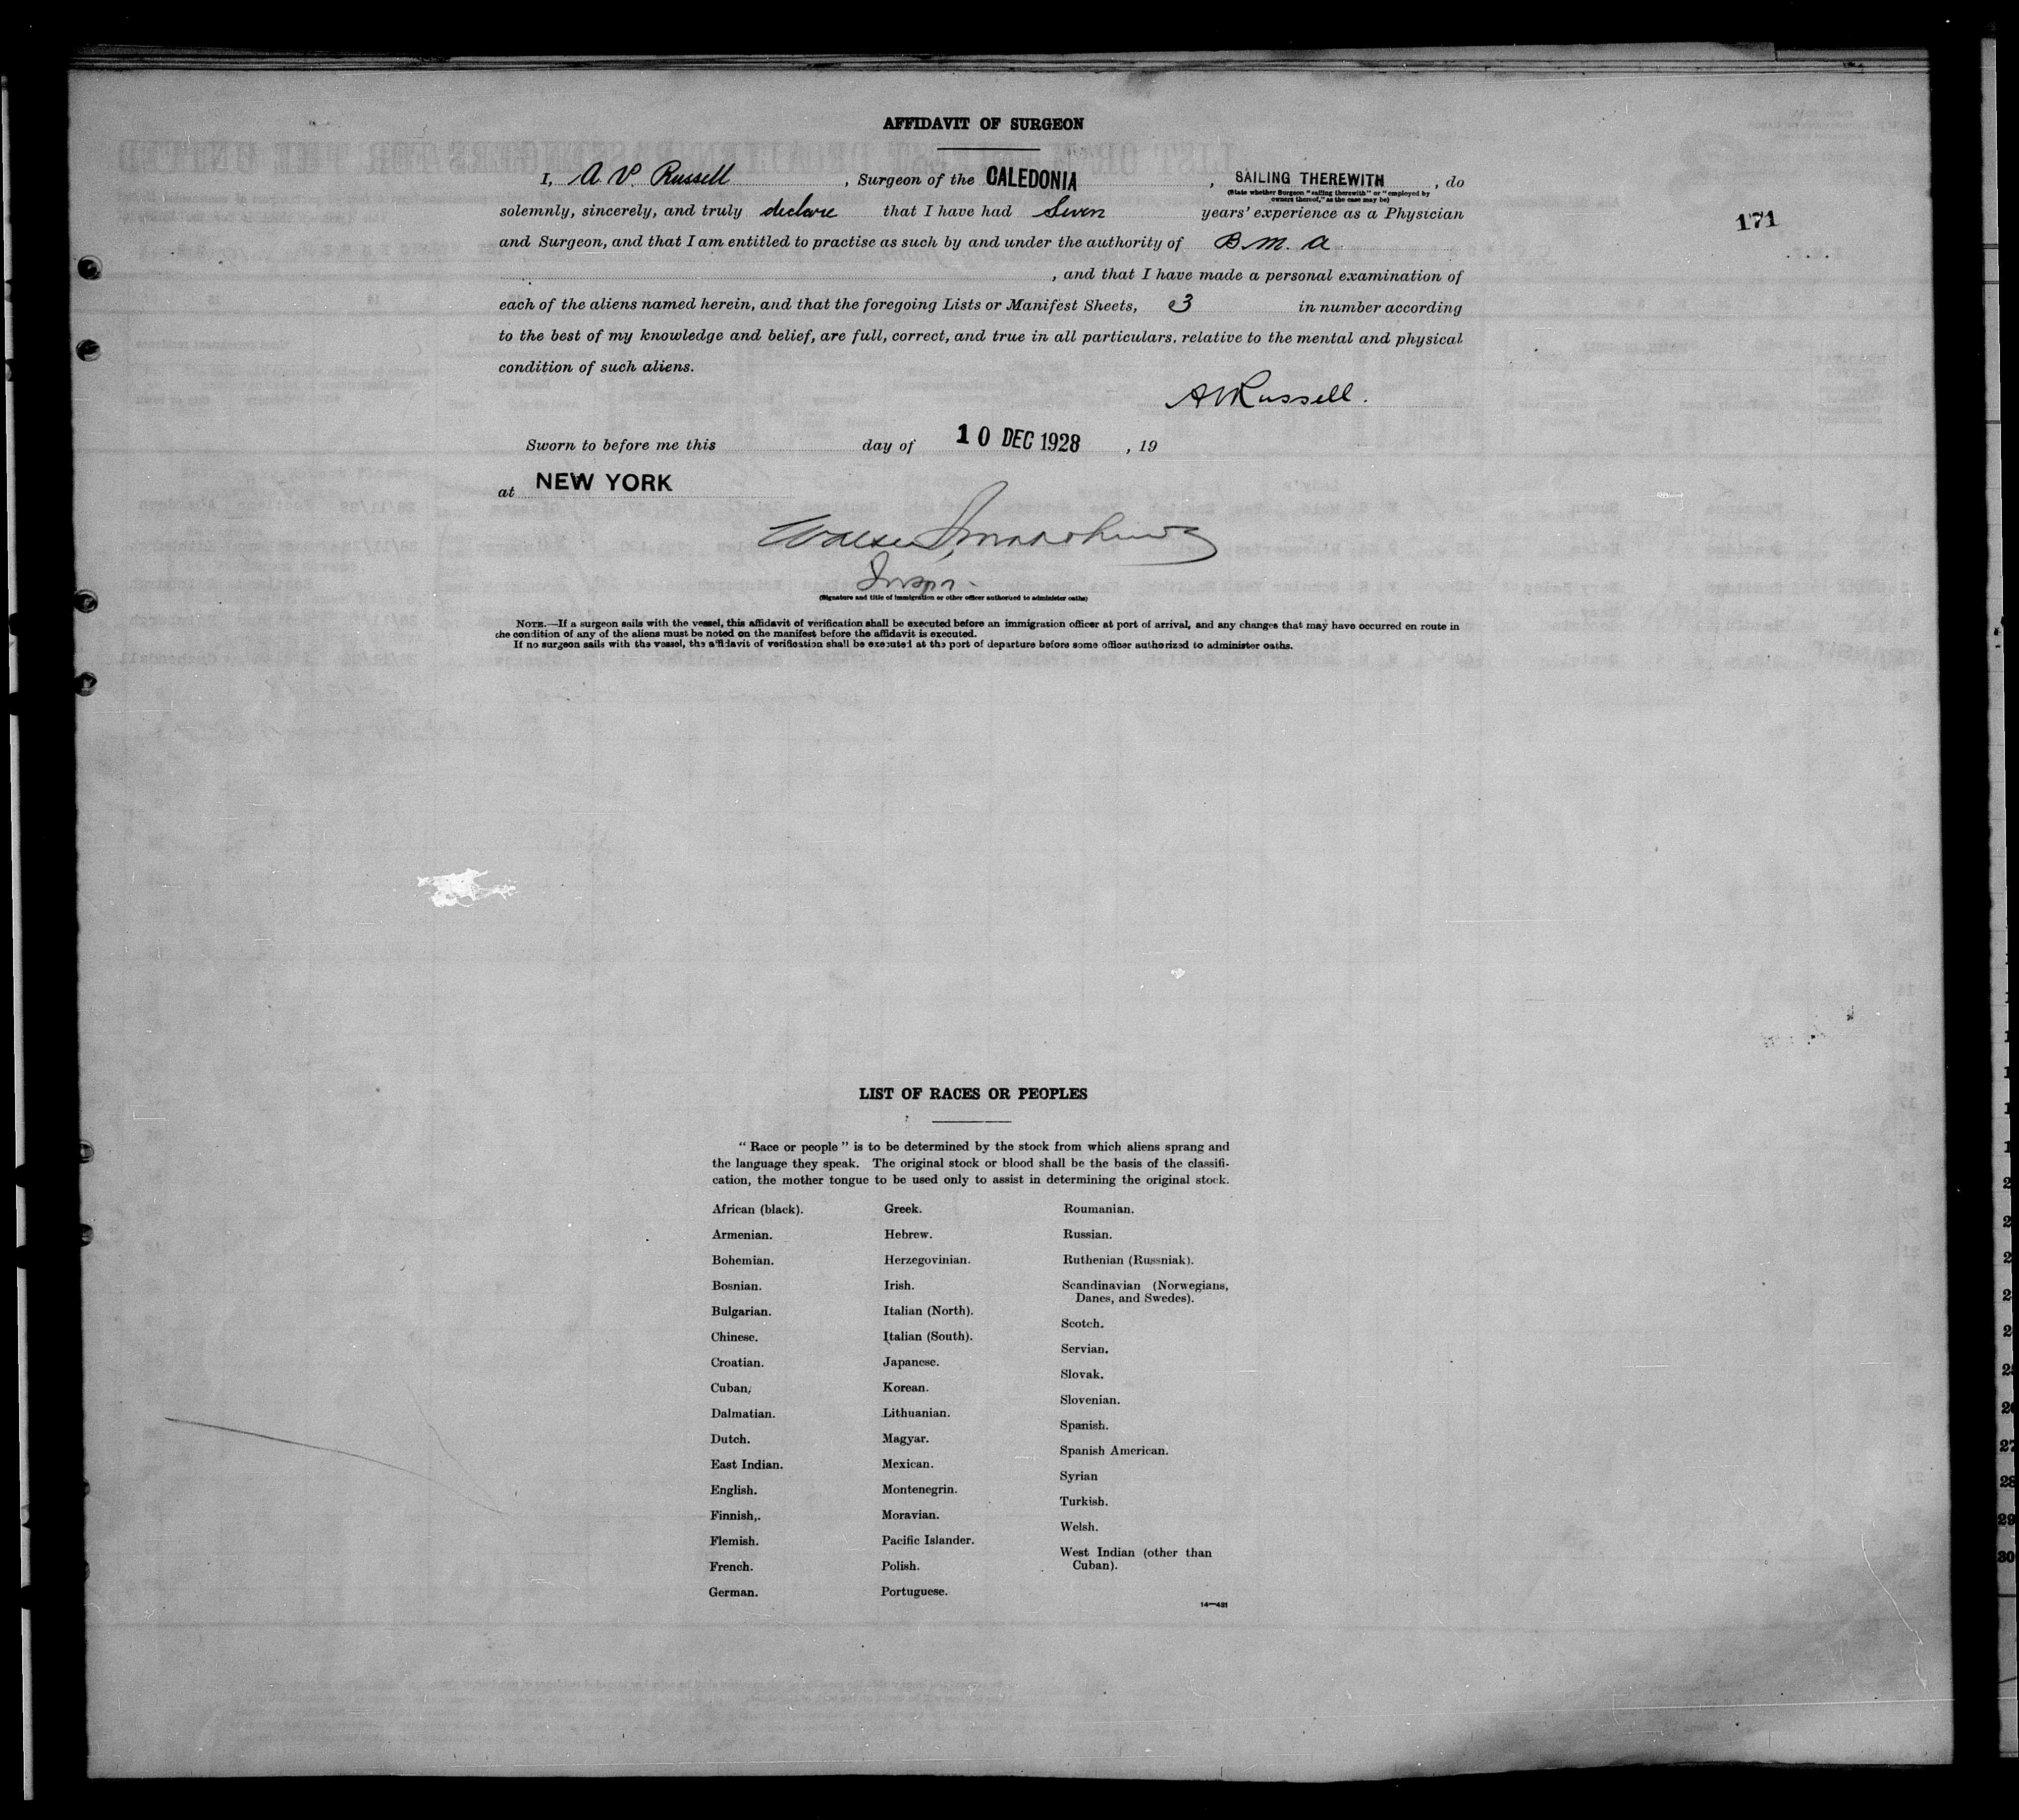 AFFIDAVIT OF SURGEON
I, A. V. Russell, Surgeon of the CALEDONIA, SAILING THEREWITH, do
(State whether Surgeon "sailing therewith" or "employed by
owners thereof," as the case may be)
solemnly, sincerely, and truly declare that I have had Seven years' experience as a Physician
171
and Surgeon, and that I am entitled to practise as such by and under the authority of B. M. A
, and that I have made a personal examination of
each of the aliens named herein, and that the foregoing Lists or Manifest Sheets, 3 in number according
to the best of my knowledge and belief, are full, correct, and true in all particulars, relative to the mental and physical
condition of such aliens.
AVRussell.
Sworn to before me this day of 10 DEC 1928, 19
at NEW YORK
Inspr.
(Signature and title of immigration or other officer authorized to administer oaths)
NOTE.—If a surgeon sails with the vessel, this affidavit of verification shall be executed before an immigration officer at port of arrival, and any changes that may have occurred en route in
the condition of any of the aliens must be noted on the manifest before the affidavit is executed.
If no surgeon sails with the vessel, the affidavit of verification shall be executed at the port of departure before some officer authorized to administer oaths.
LIST OF RACES OR PEOPLES
"Race or people" is to be determined by the stock from which aliens sprang and
the language they speak. The original stock or blood shall be the basis of the classifi-
cation, the mother tongue to be used only to assist in determining the original stock.
African (black).
Armenian.
Bohemian.
Bosnian.
Bulgarian.
Chinese.
Croatian.
Cuban.
Dalmatian.
Dutch.
East Indian.
English.
Finnish.
Flemish.
French.
German.
Greek.
Hebrew.
Herzegovinian.
Irish.
Italian (North).
Italian (South).
Japanese.
Korean.
Lithuanian.
Magyar.
Mexican.
Montenegrin.
Moravian.
Pacific Islander.
Polish.
Portuguese.
Roumanian.
Russian.
Ruthenian (Russniak).
Scandinavian (Norwegians,
Danes, and Swedes).
Scotch.
Servian.
Slovak.
Slovenian.
Spanish.
Spanish American.
Syrian
Turkish.
Welsh.
West Indian (other than
Cuban).
14—431